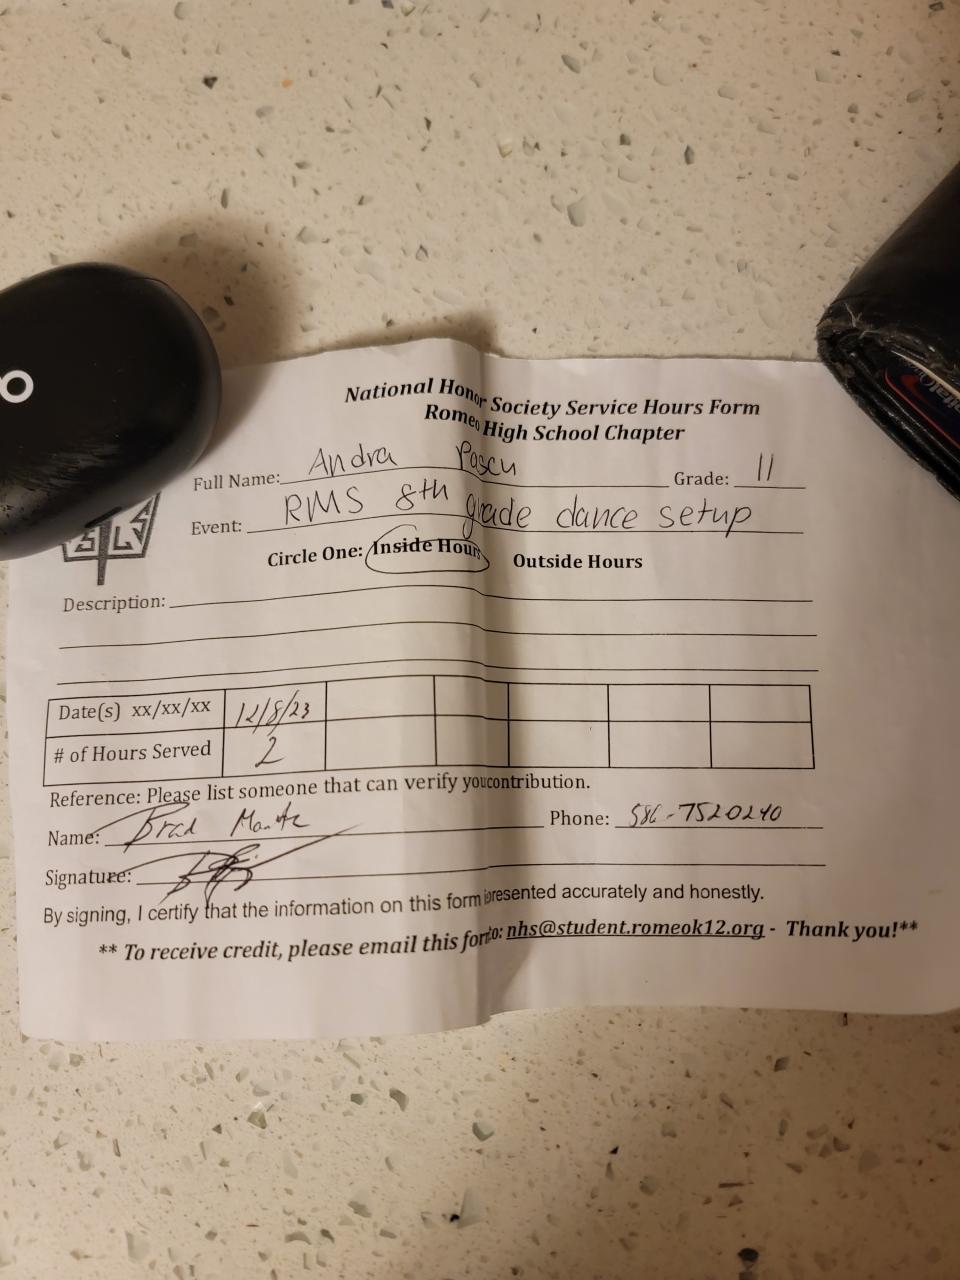 National Honor Society Service Hours Form
Romeo High School Chapter
Full Name: Andra Pascu Grade: 11
Event: RMS 8th grade dance setup
Circle One: Inside Hours Outside Hours
Description:
Date(s) xx/xx/xx 12/8/23
# of Hours Served 2
Reference: Please list someone that can verify you contribution.
Name: Brad Phone: 586-7520240
Signature:
By signing, I certify that the information on this form presented accurately and honestly.
** To receive credit, please email this form to: nhs@student.romeok12.org - Thank you!**